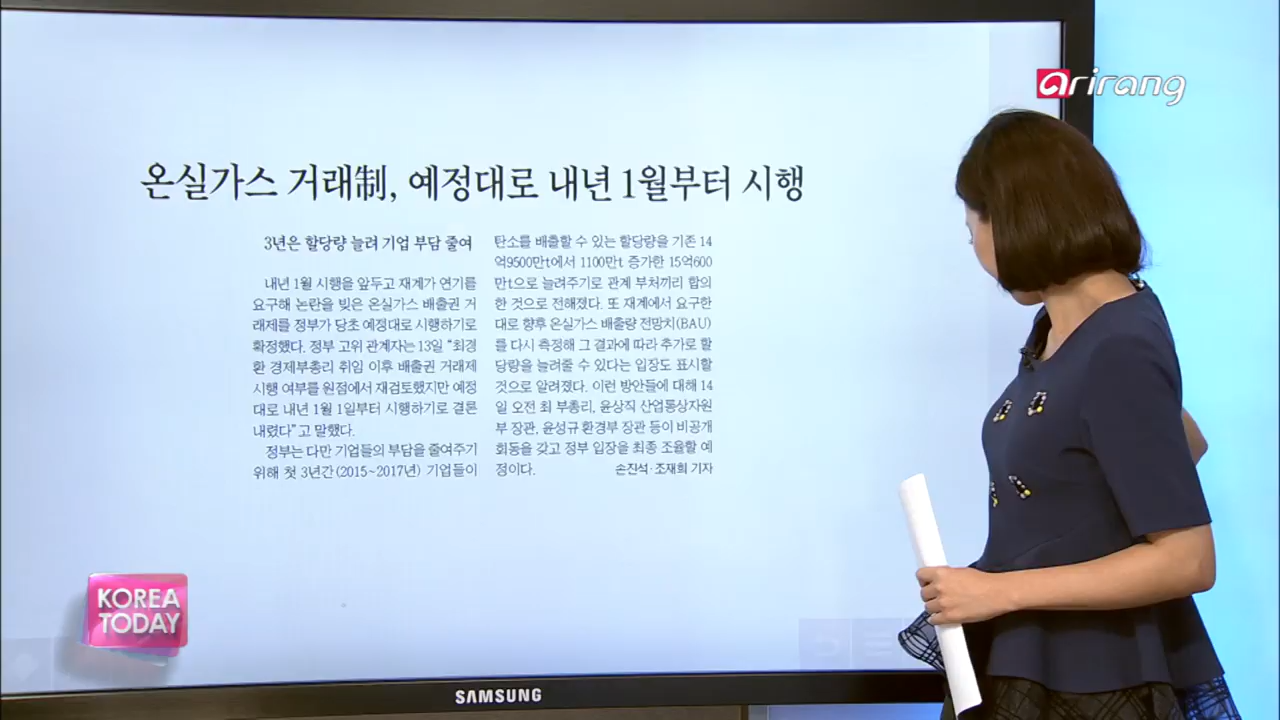 arirang
온실가스 거래制, 예정대로 내년 1월부터 시행
3년은 할당량 늘려 기업 부담 줄여
내년 1월 시행을 앞두고 재계가 연기를
요구해 논란을 빚은 온실가스 배출권 거
래제를 정부가 당초 예정대로 시행하기로
확정했다. 정부 고위 관계자는 13일 “최경
환 경제부총리 취임 이후 배출권 거래제
시행 여부를 원점에서 재검토했지만 예정
대로 내년 1월 1일부터 시행하기로 결론
내렸다”고 말했다.
정부는 다만 기업들의 부담을 줄여주기
위해 첫 3년간(2015~2017년) 기업들이
탄소를 배출할 수 있는 할당량을 기존 14
억9500만t에서 1100만t 증가한 15억600
만t으로 늘려주기로 관계 부처끼리 합의
한 것으로 전해졌다. 또 재계에서 요구한
대로 향후 온실가스 배출량 전망치(BAU)
를 다시 측정해 그 결과에 따라 추가로 할
당량을 늘려줄 수 있다는 입장도 표시할
것으로 알려졌다. 이런 방안들에 대해 14
일 오전 최 부총리, 윤상직 산업통상자원
부 장관, 윤성규 환경부 장관 등이 비공개
회동을 갖고 정부 입장을 최종 조율할 예
정이다.
손진석·조재희 기자
KOREA
TODAY
SAMSUNG